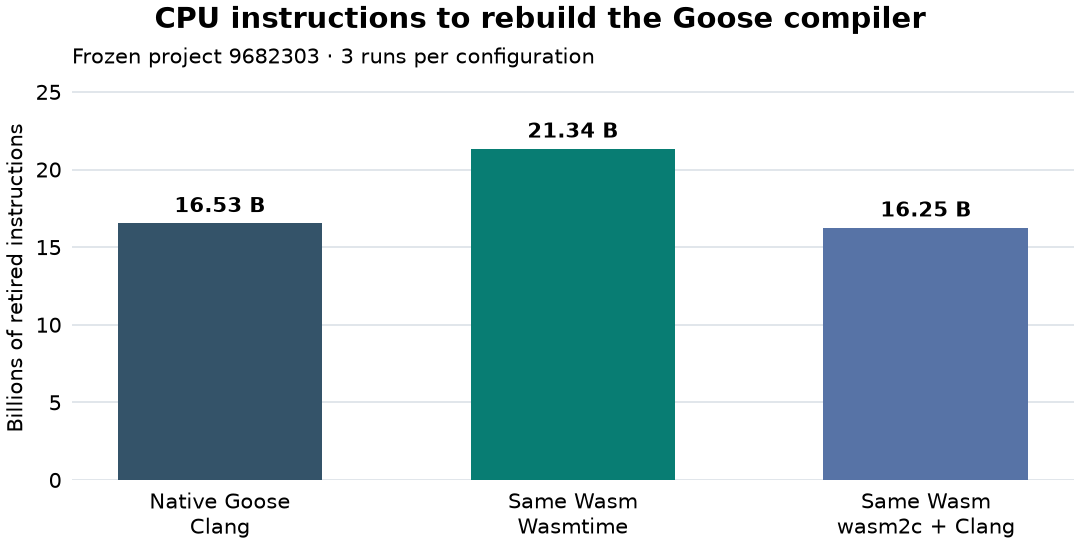 CPU instructions to rebuild the Goose compiler
Frozen project 9682303 · 3 runs per configuration
Billions of retired instructions
25
20
15
10
5
0
16.53 B
21.34 B
16.25 B
Native Goose
Clang
Same Wasm
Wasmtime
Same Wasm
wasm2c + Clang